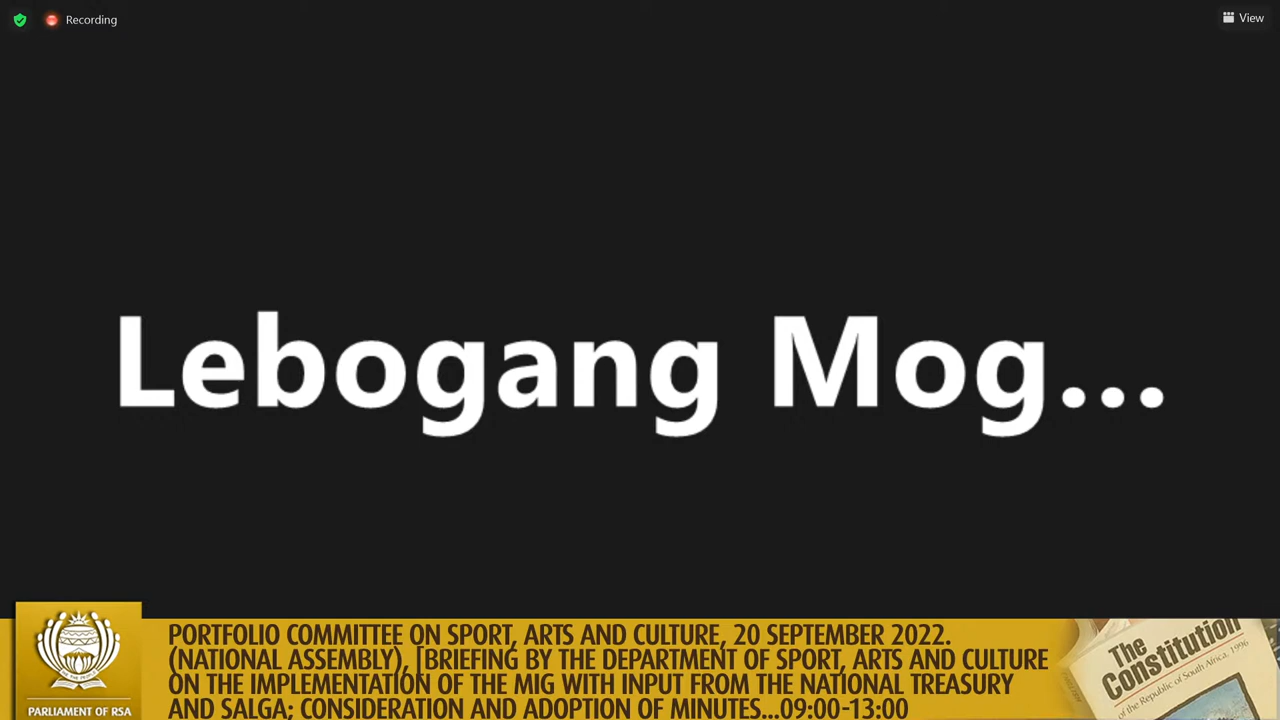 Recording
View
Lebogang Mog...
PORTFOLIO COMMITTEE ON SPORT, ARTS AND CULTURE, 20 SEPTEMBER 2022.
(NATIONAL ASSEMBLY), [BRIEFING BY THE DEPARTMENT OF SPORT, ARTS AND CULTURE
ON THE IMPLEMENTATION OF THE MIG WITH INPUT FROM THE NATIONAL TREASURY
AND SALGA; CONSIDERATION AND ADOPTION OF MINUTES...09:00-13:00
PARLIAMENT OF RSA
The
Constitution
of the Republic of South Africa, 1996